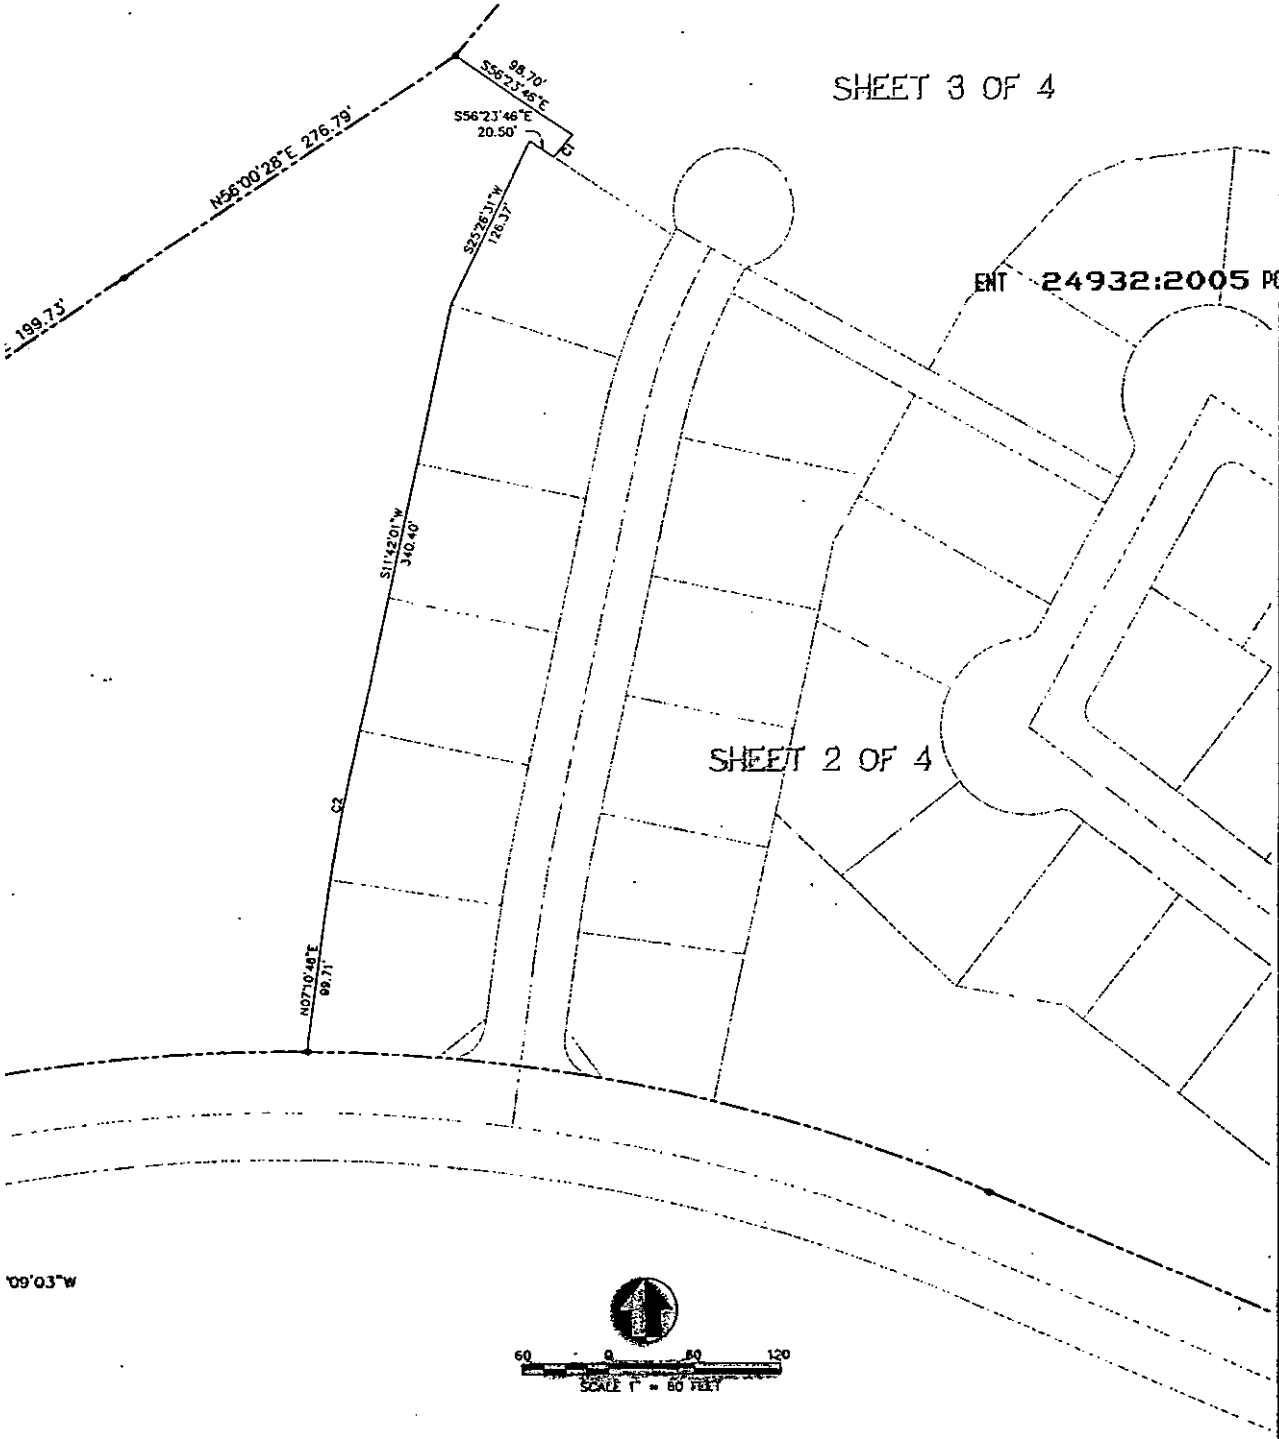 98.70'
S56°23'46"E
SHEET 3 OF 4
S56°23'46"E
20.50'
C1
N56°00'28"E 276.79'
S25°26'31"W
126.37'
ENT 24932:2005
E 199.73'
S11°42'01"W
340.40'
SHEET 2 OF 4
C2
N07°10'48"E
99.71'
°09'03"W
60 0 60 120
SCALE 1" = 60 FEET